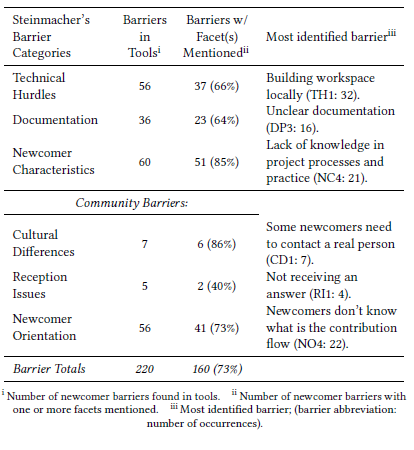 Steinmacher's Barrier Categories | Barriers in Toolsⁱ | Barriers w/ Facet(s) Mentionedⁱⁱ | Most identified barrierⁱⁱⁱ
Technical Hurdles | 56 | 37 (66%) | Building workspace locally (TH1: 32).
Documentation | 36 | 23 (64%) | Unclear documentation (DP3: 16).
Newcomer Characteristics | 60 | 51 (85%) | Lack of knowledge in project processes and practice (NC4: 21).
Community Barriers:
Cultural Differences | 7 | 6 (86%) | Some newcomers need to contact a real person (CD1: 7).
Reception Issues | 5 | 2 (40%) | Not receiving an answer (RI1: 4).
Newcomer Orientation | 56 | 41 (73%) | Newcomers don't know what is the contribution flow (NO4: 22).
Barrier Totals | 220 | 160 (73%)
ⁱ Number of newcomer barriers found in tools. ⁱⁱ Number of newcomer barriers with
one or more facets mentioned. ⁱⁱⁱ Most identified barrier; (barrier abbreviation:
number of occurrences).